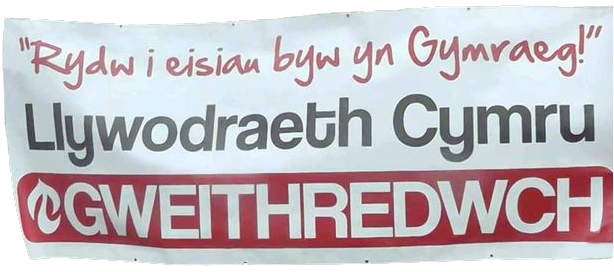 "Rydw i eisiau byw yn Gymraeg!"
Llywodraeth Cymru
GWEITHREDWCH